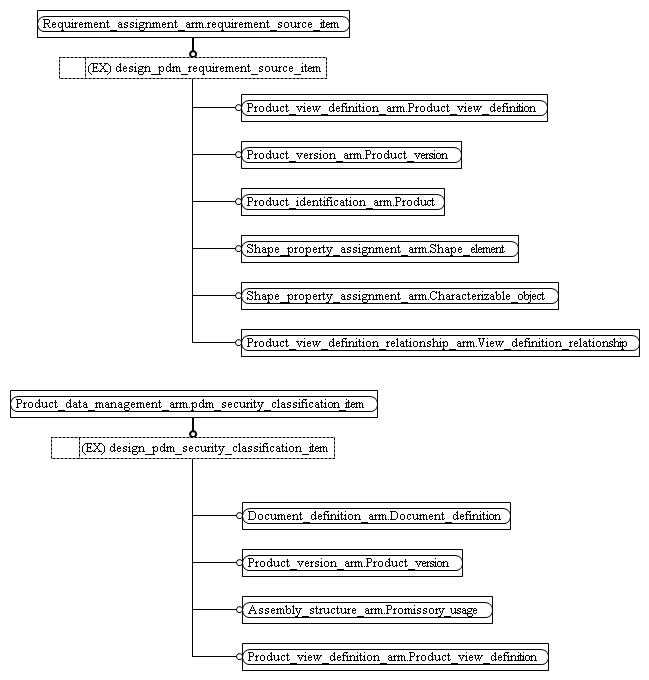 Requirement_assignment_arm.requirement_source_item
(EX) design_pdm_requirement_source_item
Product_view_definition_arm.Product_view_definition
Product_version_arm.Product_version
Product_identification_arm.Product
Shape_property_assignment_arm.Shape_element
Shape_property_assignment_arm.Characterizable_object
Product_view_definition_relationship_arm.View_definition_relationship
Product_data_management_arm.pdm_security_classification_item
(EX) design_pdm_security_classification_item
Document_definition_arm.Document_definition
Product_version_arm.Product_version
Assembly_structure_arm.Promissory_usage
Product_view_definition_arm.Product_view_definition